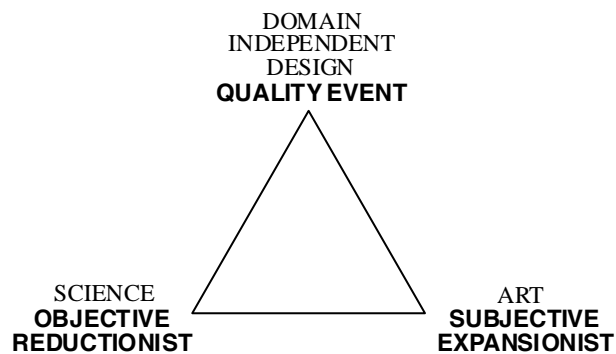 DOMAIN
INDEPENDENT
DESIGN
QUALITY EVENT
SCIENCE
OBJECTIVE
REDUCTIONIST
ART
SUBJECTIVE
EXPANSIONIST